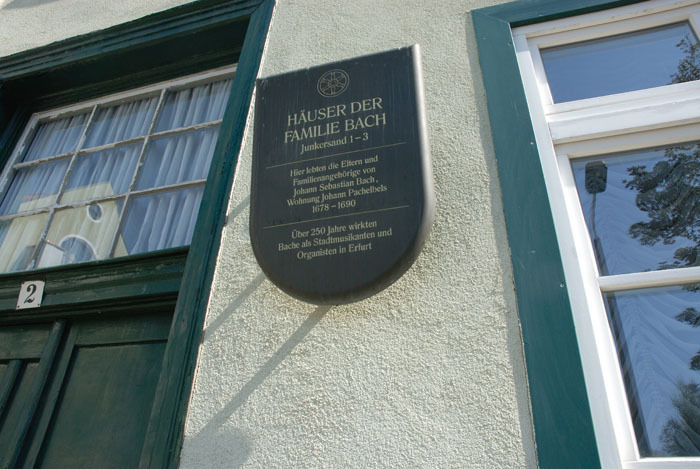 HÄUSER DER
FAMILIE BACH
Junkersand 1–3
Hier lebten die Eltern und
Familienangehörige von
Johann Sebastian Bach,
Wohnung Johann Pachelbels
1678 – 1690
Über 250 Jahre wirkten
Bache als Stadtmusikanten und
Organisten in Erfurt
2